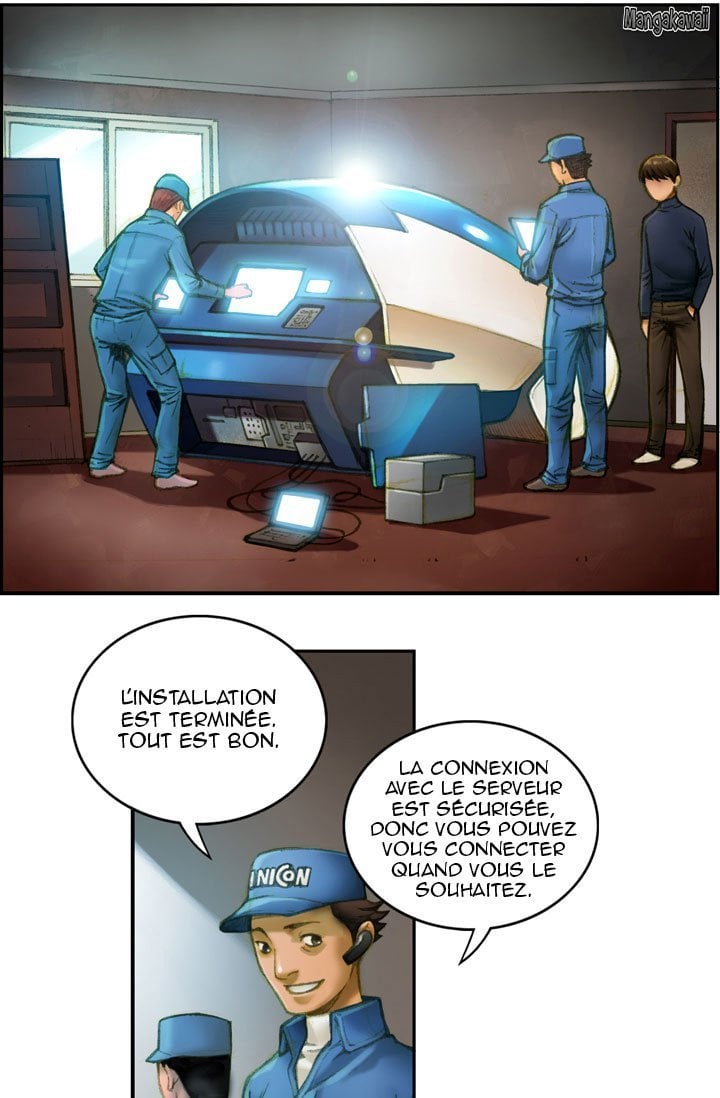 Mangakawaii
L'INSTALLATION
EST TERMINÉE.
TOUT EST BON.
LA CONNEXION
AVEC LE SERVEUR
EST SÉCURISÉE,
DONC VOUS POUVEZ
VOUS CONNECTER
QUAND VOUS LE
SOUHAITEZ.
INICON